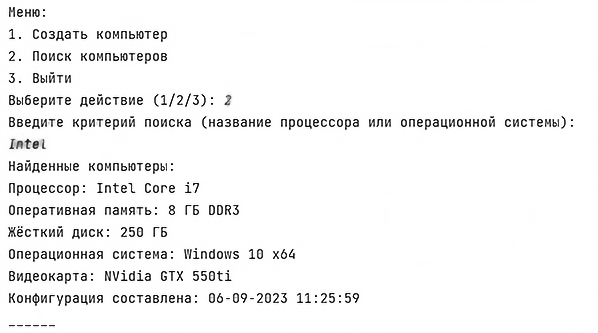 Меню:
1. Создать компьютер
2. Поиск компьютеров
3. Выйти
Выберите действие (1/2/3): 2
Введите критерий поиска (название процессора или операционной системы):
Intel
Найденные компьютеры:
Процессор: Intel Core i7
Оперативная память: 8 ГБ DDR3
Жёсткий диск: 250 ГБ
Операционная система: Windows 10 x64
Видеокарта: NVidia GTX 550ti
Конфигурация составлена: 06-09-2023 11:25:59
------